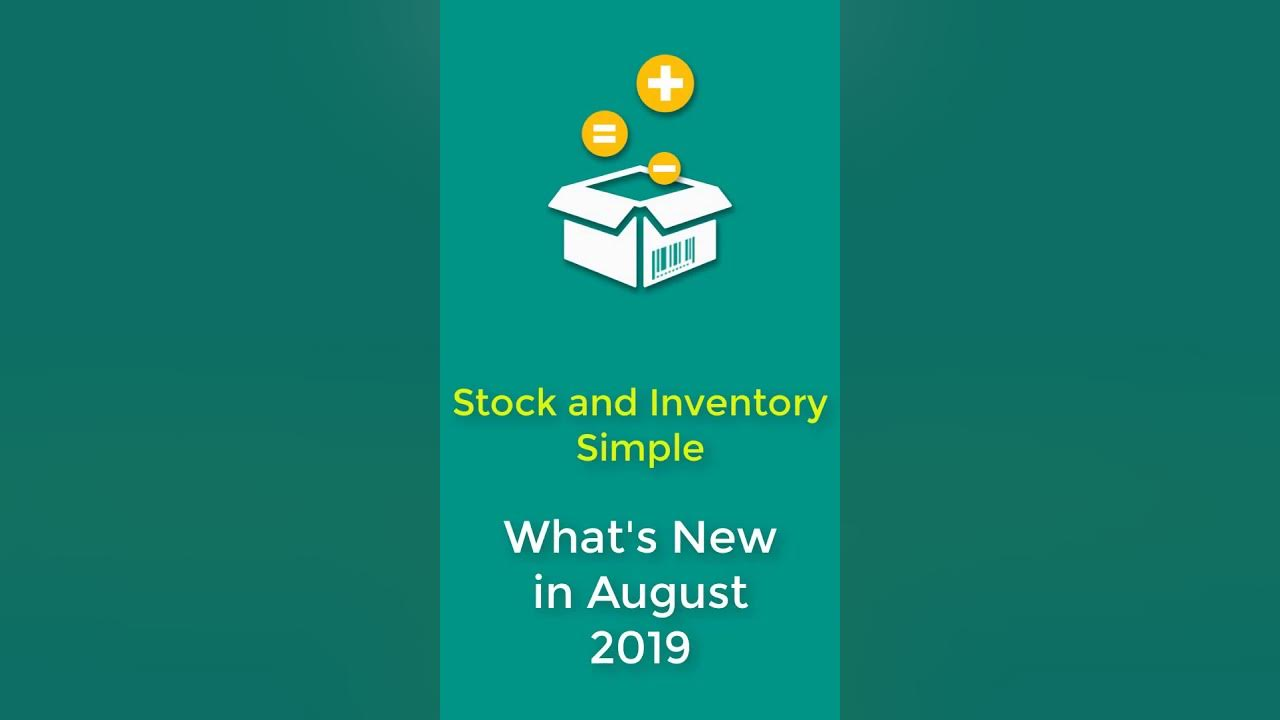 Stock and Inventory
Simple
What's New
in August
2019